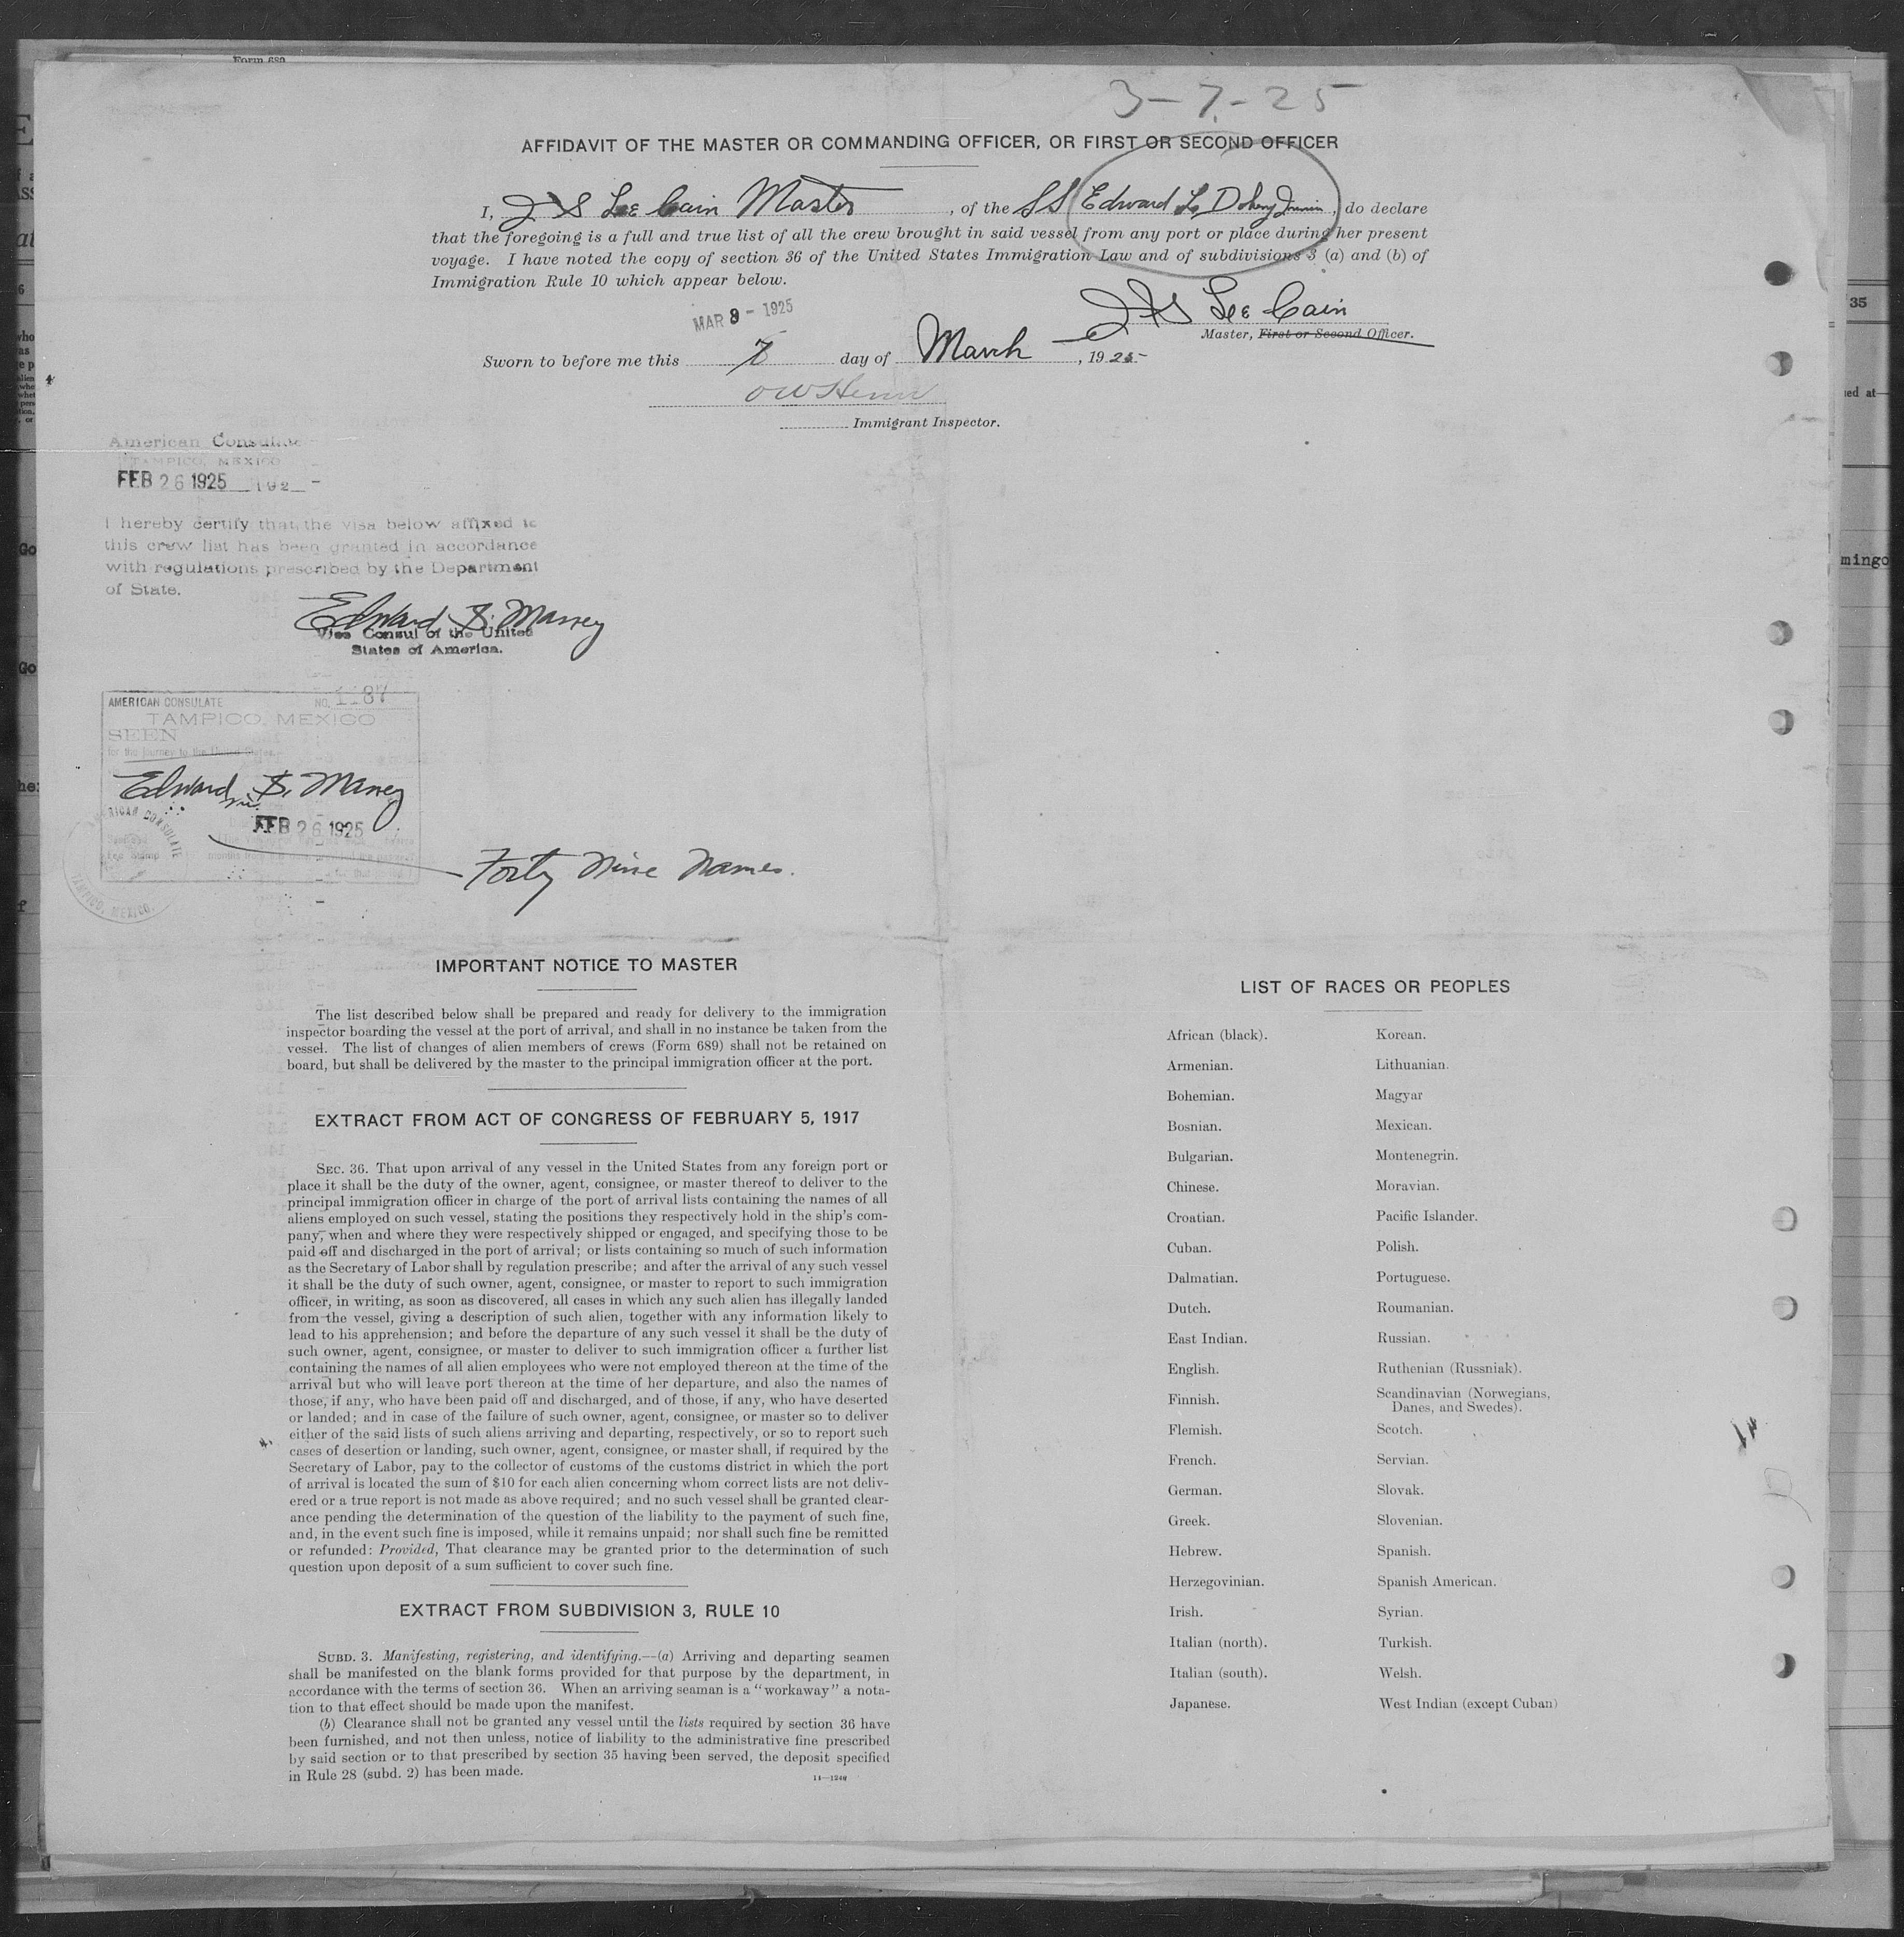 Form 689
3-7-25
AFFIDAVIT OF THE MASTER OR COMMANDING OFFICER, OR FIRST OR SECOND OFFICER
I, J S Lee Cain Master, of the SS Edward L. Doheny Junior, do declare
that the foregoing is a full and true list of all the crew brought in said vessel from any port or place during her present
voyage. I have noted the copy of section 36 of the United States Immigration Law and of subdivisions 3 (a) and (b) of
Immigration Rule 10 which appear below.
MAR 8 - 1925
Lee Cain
Master, First or Second Officer.
Sworn to before me this 7 day of March, 1925
Immigrant Inspector.
American Consulate
TAMPICO, MEXICO
FEB 26 1925 192
I hereby certify that the visa below affixed to
this crew list has been granted in accordance
with regulations prescribed by the Department
of State.
Edward S. Massey
Vice Consul of the United
States of America.
AMERICAN CONSULATE NO. 1187
TAMPICO, MEXICO
SEEN
for the journey to the United States.
Edward S. Massey
FEB 26 1925
AMERICAN CONSULATE
TAMPICO, MEXICO.
Forty Nine Names.
IMPORTANT NOTICE TO MASTER
The list described below shall be prepared and ready for delivery to the immigration
inspector boarding the vessel at the port of arrival, and shall in no instance be taken from the
vessel. The list of changes of alien members of crews (Form 689) shall not be retained on
board, but shall be delivered by the master to the principal immigration officer at the port.
EXTRACT FROM ACT OF CONGRESS OF FEBRUARY 5, 1917
SEC. 36. That upon arrival of any vessel in the United States from any foreign port or
place it shall be the duty of the owner, agent, consignee, or master thereof to deliver to the
principal immigration officer in charge of the port of arrival lists containing the names of all
aliens employed on such vessel, stating the positions they respectively hold in the ship's com-
pany, when and where they were respectively shipped or engaged, and specifying those to be
paid off and discharged in the port of arrival; or lists containing so much of such information
as the Secretary of Labor shall by regulation prescribe; and after the arrival of any such vessel
it shall be the duty of such owner, agent, consignee, or master to report to such immigration
officer, in writing, as soon as discovered, all cases in which any such alien has illegally landed
from the vessel, giving a description of such alien, together with any information likely to
lead to his apprehension; and before the departure of any such vessel it shall be the duty of
such owner, agent, consignee, or master to deliver to such immigration officer a further list
containing the names of all alien employees who were not employed thereon at the time of the
arrival but who will leave port thereon at the time of her departure, and also the names of
those, if any, who have been paid off and discharged, and of those, if any, who have deserted
or landed; and in case of the failure of such owner, agent, consignee, or master so to deliver
either of the said lists of such aliens arriving and departing, respectively, or so to report such
cases of desertion or landing, such owner, agent, consignee, or master shall, if required by the
Secretary of Labor, pay to the collector of customs of the customs district in which the port
of arrival is located the sum of $10 for each alien concerning whom correct lists are not deliv-
ered or a true report is not made as above required; and no such vessel shall be granted clear-
ance pending the determination of the question of the liability to the payment of such fine,
and, in the event such fine is imposed, while it remains unpaid; nor shall such fine be remitted
or refunded: Provided, That clearance may be granted prior to the determination of such
question upon deposit of a sum sufficient to cover such fine.
EXTRACT FROM SUBDIVISION 3, RULE 10
SUBD. 3. Manifesting, registering, and identifying.—(a) Arriving and departing seamen
shall be manifested on the blank forms provided for that purpose by the department, in
accordance with the terms of section 36. When an arriving seaman is a "workaway" a nota-
tion to that effect should be made upon the manifest.
(b) Clearance shall not be granted any vessel until the lists required by section 36 have
been furnished, and not then unless, notice of liability to the administrative fine prescribed
by said section or to that prescribed by section 35 having been served, the deposit specified
in Rule 28 (subd. 2) has been made.
11—1240
LIST OF RACES OR PEOPLES
African (black).
Armenian.
Bohemian.
Bosnian.
Bulgarian.
Chinese.
Croatian.
Cuban.
Dalmatian.
Dutch.
East Indian.
English.
Finnish.
Flemish.
French.
German.
Greek.
Hebrew.
Herzegovinian.
Irish.
Italian (north).
Italian (south).
Japanese.
Korean.
Lithuanian.
Magyar
Mexican.
Montenegrin.
Moravian.
Pacific Islander.
Polish.
Portuguese.
Roumanian.
Russian.
Ruthenian (Russniak).
Scandinavian (Norwegians,
Danes, and Swedes).
Scotch.
Servian.
Slovak.
Slovenian.
Spanish.
Spanish American.
Syrian.
Turkish.
Welsh.
West Indian (except Cuban)
35
mingo